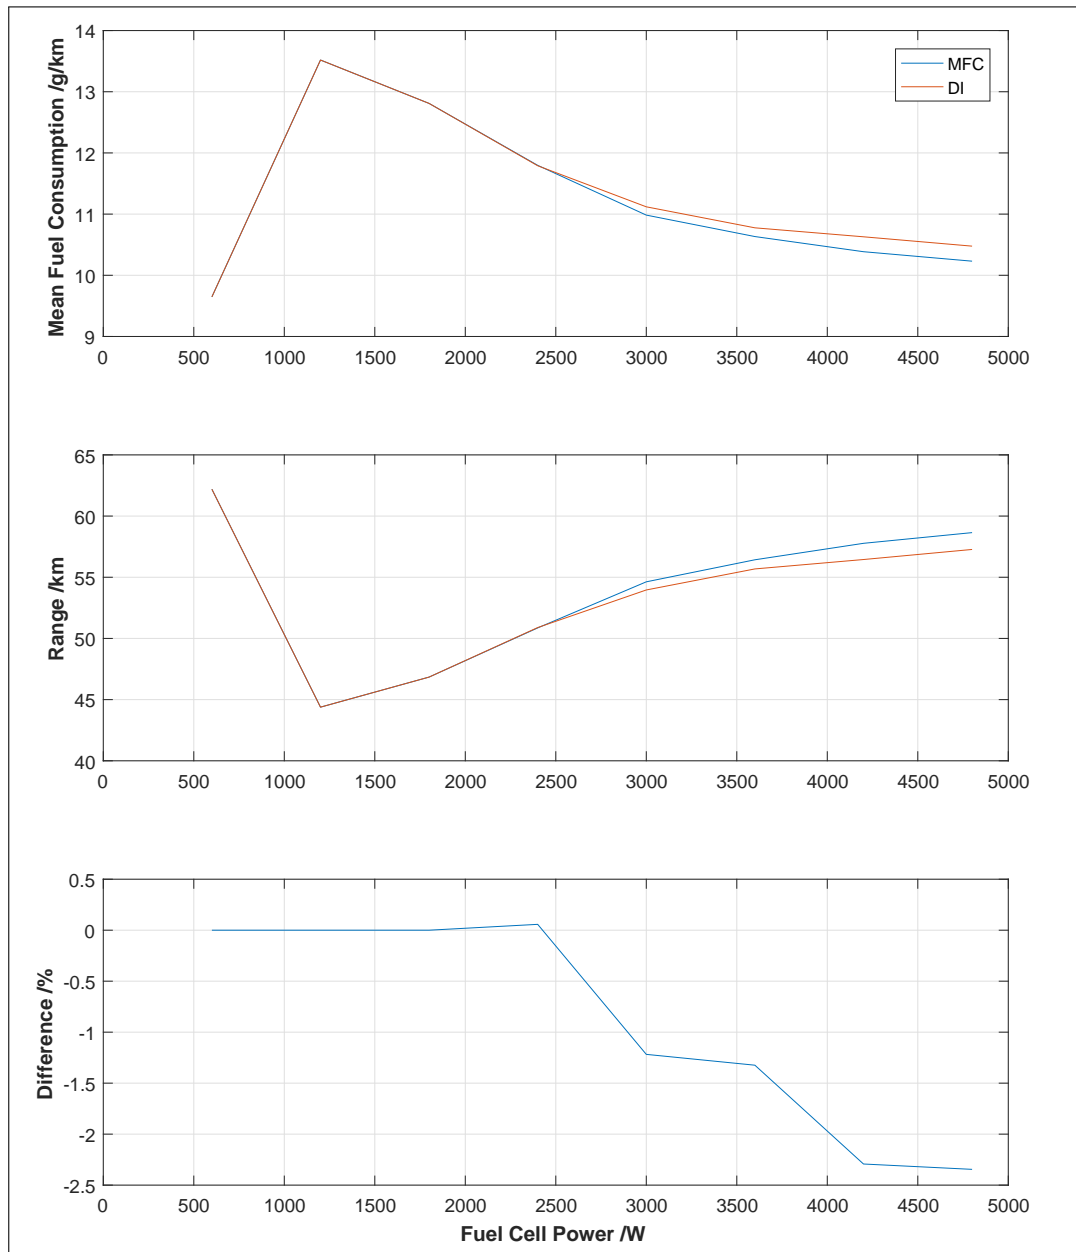 Mean Fuel Consumption /g/km
14
13
12
11
10
9
0 500 1000 1500 2000 2500 3000 3500 4000 4500 5000
MFC
DI
Range /km
65
60
55
50
45
40
0 500 1000 1500 2000 2500 3000 3500 4000 4500 5000
Difference /%
0.5
0
-0.5
-1
-1.5
-2
-2.5
0 500 1000 1500 2000 2500 3000 3500 4000 4500 5000
Fuel Cell Power /W